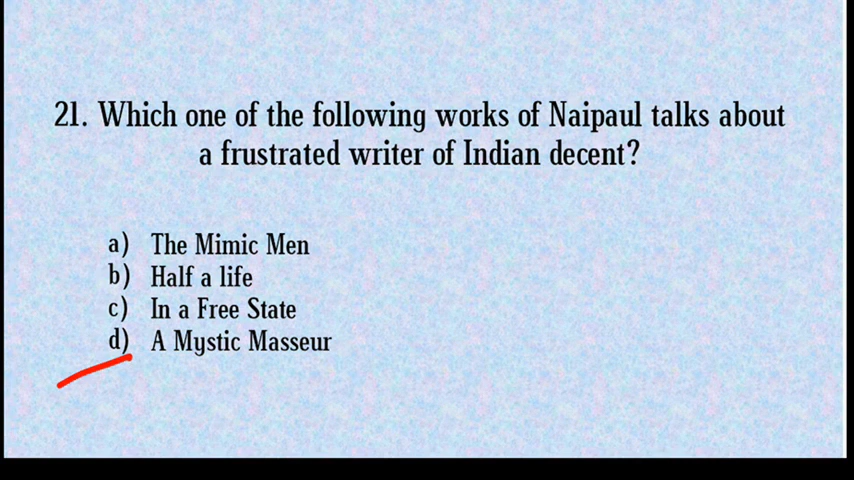 21. Which one of the following works of Naipaul talks about
a frustrated writer of Indian decent?
a) The Mimic Men
b) Half a life
c) In a Free State
d) A Mystic Masseur